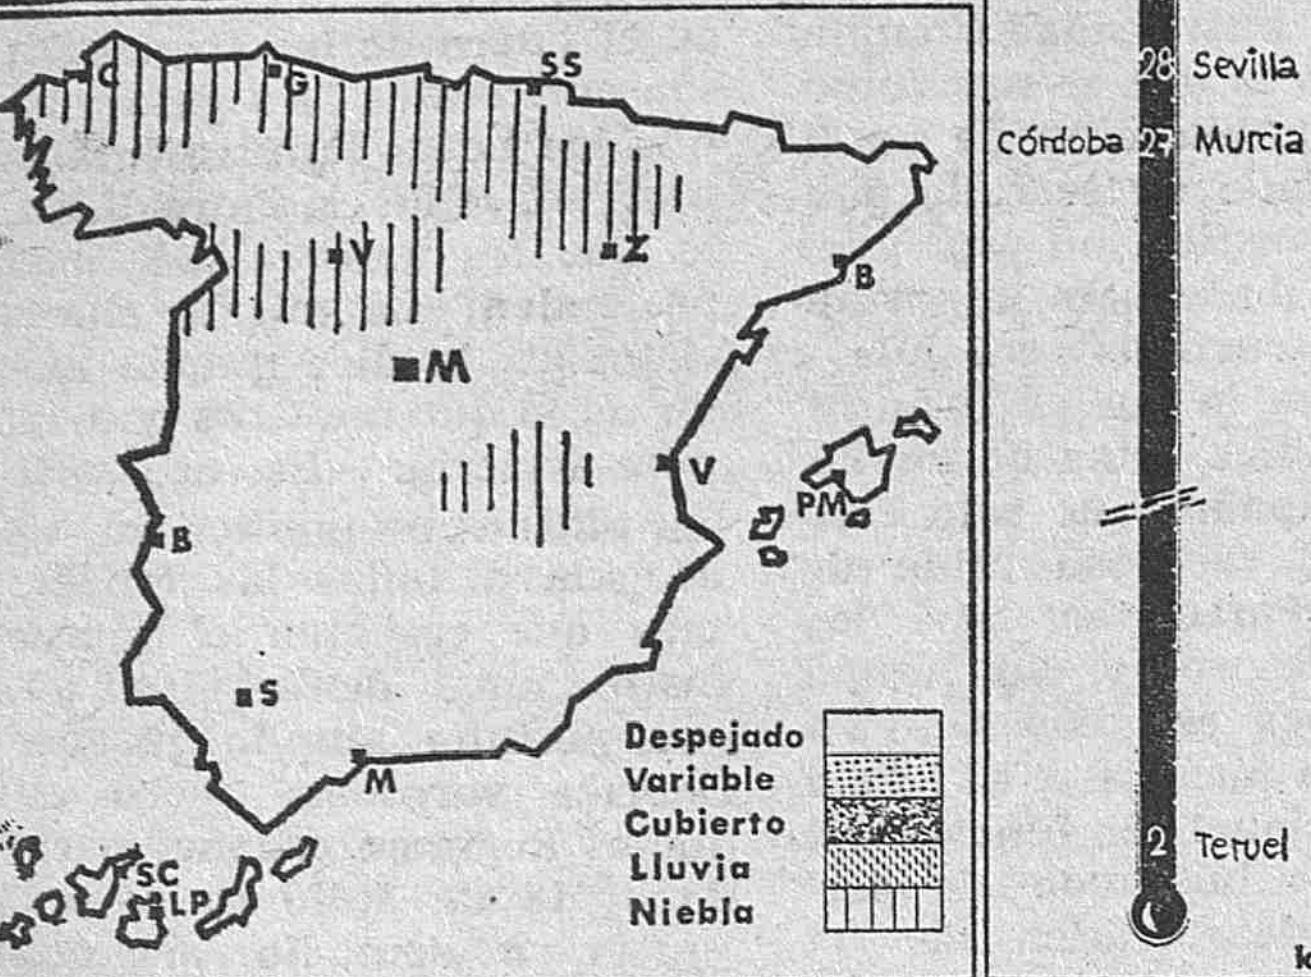 C
G
SS
V
Z
B
M
V
PM
B
S
M
SC
LP
Despejado
Variable
Cubierto
Lluvia
Niebla
28 Sevilla
Córdoba 27 Murcia
2 Teruel